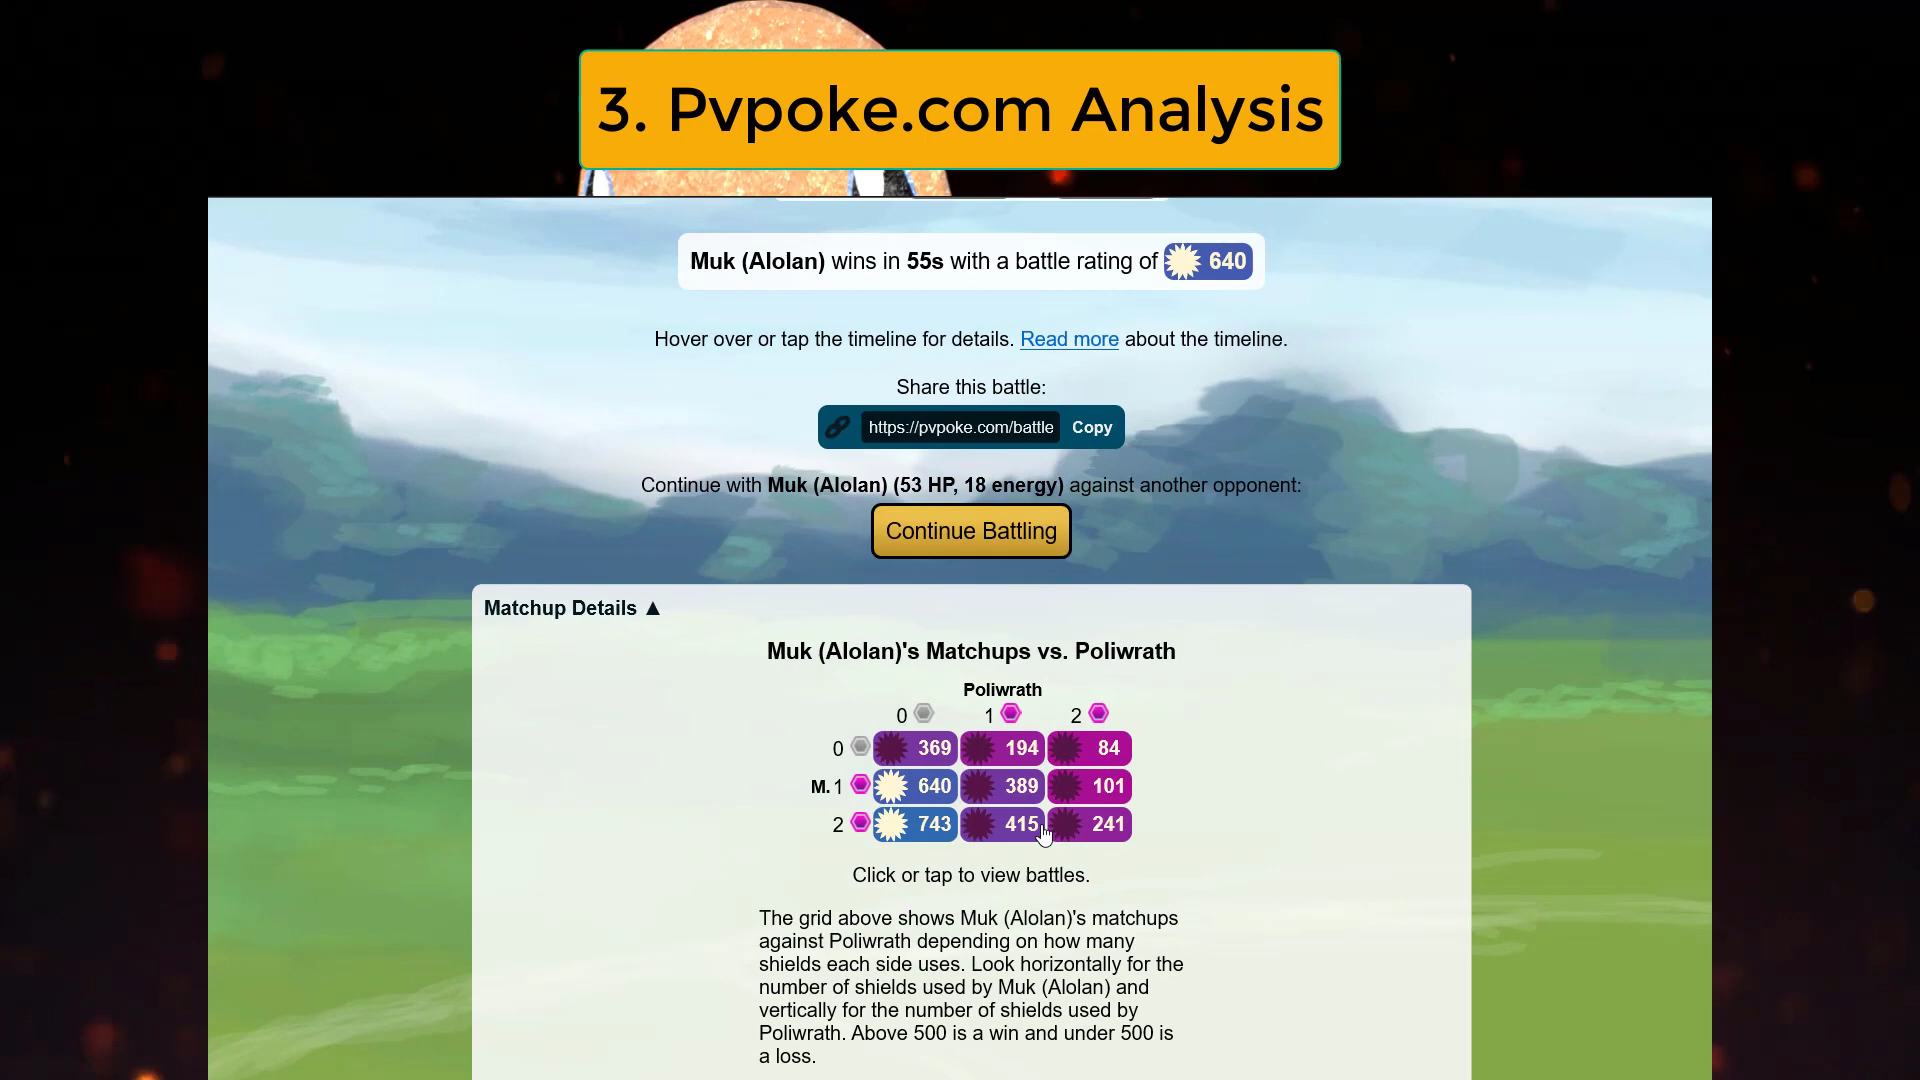 3. Pvpoke.com Analysis
Muk (Alolan) wins in 55s with a battle rating of 640
Hover over or tap the timeline for details. Read more about the timeline.
Share this battle:
https://pvpoke.com/battle Copy
Continue with Muk (Alolan) (53 HP, 18 energy) against another opponent:
Continue Battling
Matchup Details ▲
Muk (Alolan)'s Matchups vs. Poliwrath
Poliwrath
0 1 2
0 369 194 84
M. 1 640 389 101
2 743 415 241
Click or tap to view battles.
The grid above shows Muk (Alolan)'s matchups
against Poliwrath depending on how many
shields each side uses. Look horizontally for the
number of shields used by Muk (Alolan) and
vertically for the number of shields used by
Poliwrath. Above 500 is a win and under 500 is
a loss.